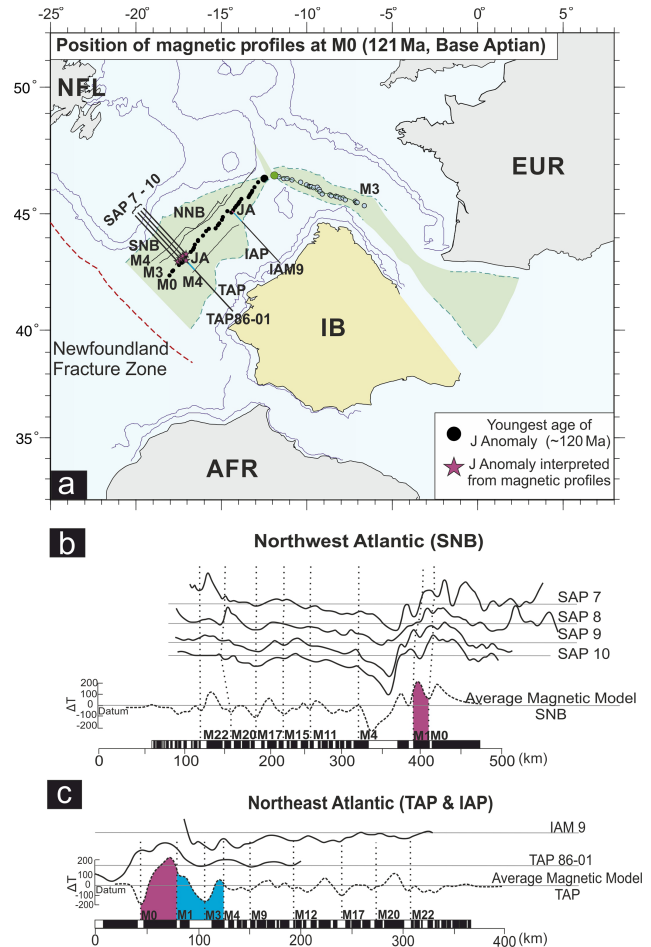 -25° -20° -15° -10° -5° 0° 5°
Position of magnetic profiles at M0 (121 Ma, Base Aptian)
NFL
50°
EUR
SAP 7 - 10
M3
NNB
JA
45°
SNB
M4
JA
IAP
M3
IAM9
M0
M4
TAP
TAP86-01
IB
40°
Newfoundland
Fracture Zone
Youngest age of
J Anomaly (~120 Ma)
35°
AFR
J Anomaly interpreted
from magnetic profiles
a
b
Northwest Atlantic (SNB)
SAP 7
SAP 8
SAP 9
SAP 10
200
100
0
-100
-200
ΔT
Datum
Average Magnetic Model
SNB
M22 M20 M17 M15 M11 M4 M1 M0
0 100 200 300 400 500 (km)
c
Northeast Atlantic (TAP & IAP)
IAM 9
TAP 86-01
200
100
0
-100
-200
ΔT
Datum
Average Magnetic Model
TAP
M0 M1 M3 M4 M9 M12 M17 M20 M22
0 100 200 300 400 (km)